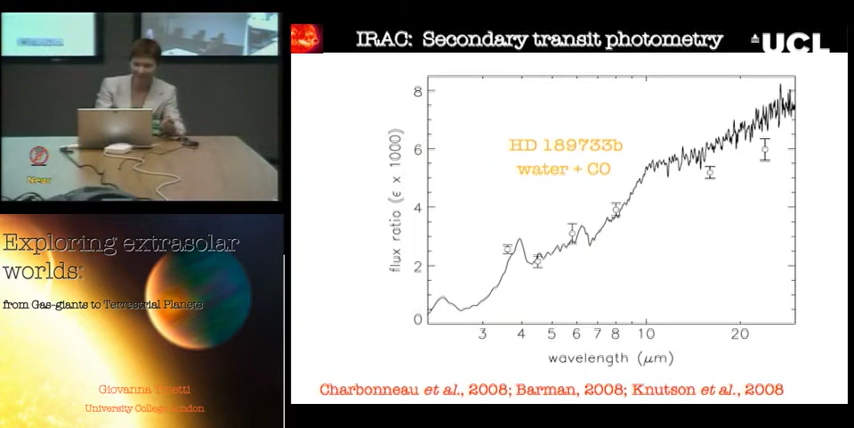 IRAC: Secondary transit photometry
UCL
Near
Exploring extrasolar
worlds:
from Gas-giants to Terrestrial Planets
Giovanna
University College London
HD 189733b
water + CO
flux ratio (ε x 1000)
8
6
4
2
0
3 4 5 6 7 8 10 20
wavelength (μm)
Charbonneau et al., 2008; Barman, 2008; Knutson et al., 2008